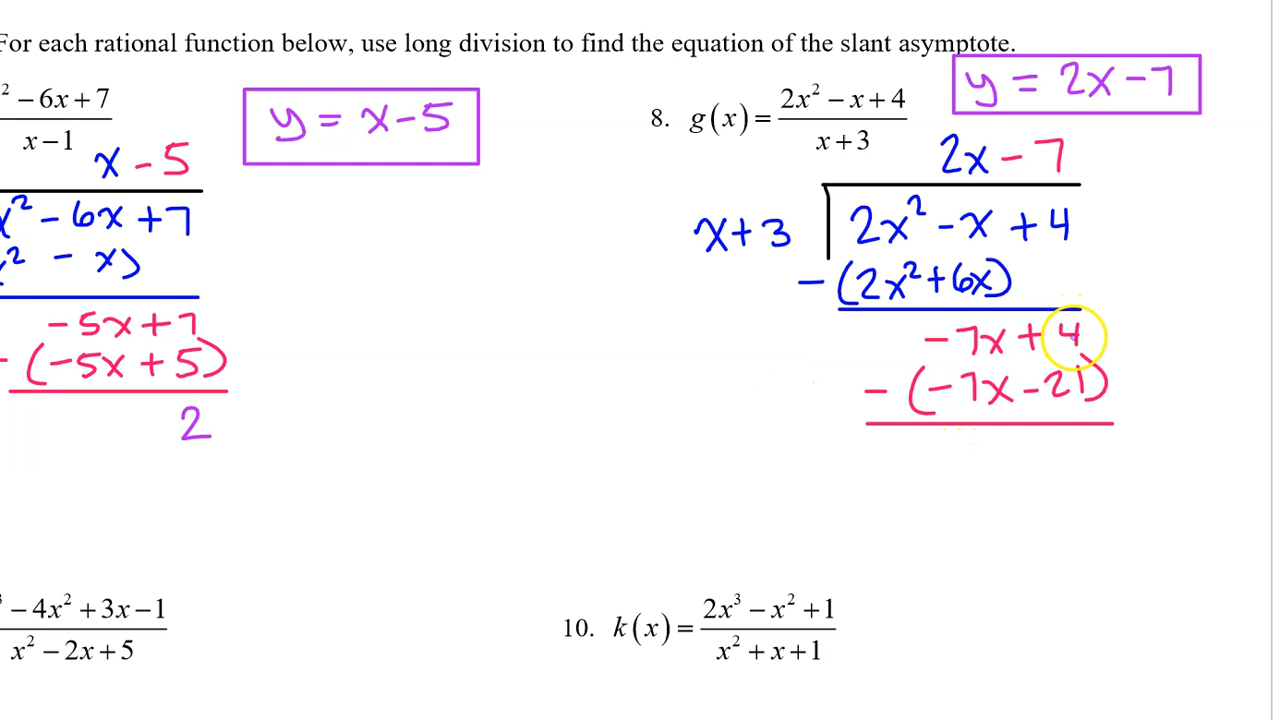 For each rational function below, use long division to find the equation of the slant asymptote.
² − 6x + 7
x − 1
y = x − 5
x − 5
x² − 6x + 7
² − x)
−5x + 7
− (−5x + 5)
2
8. g(x) = 2x² − x + 4
x + 3
y = 2x − 7
2x − 7
x + 3 2x² − x + 4
− (2x² + 6x)
− 7x + 4
− (−7x − 21)
− 4x² + 3x − 1
x² − 2x + 5
10. k(x) = 2x³ − x² + 1
x² + x + 1